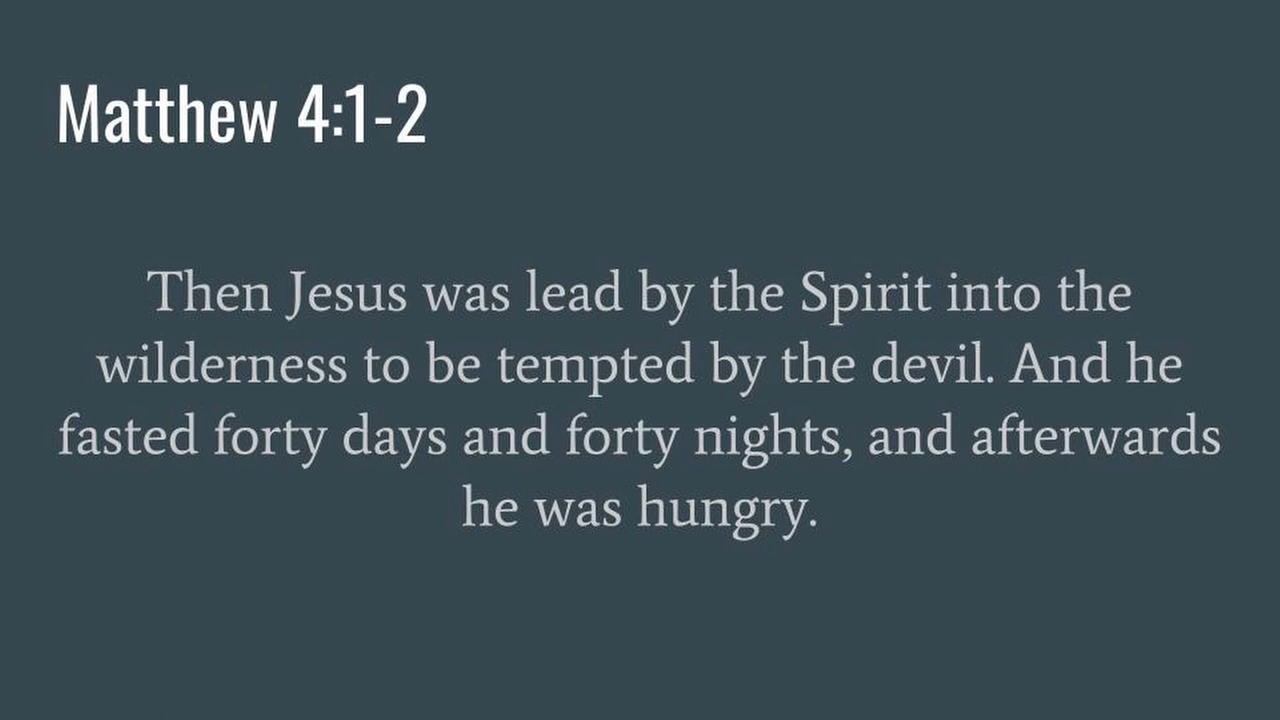 Matthew 4:1-2
Then Jesus was lead by the Spirit into the
wilderness to be tempted by the devil. And he
fasted forty days and forty nights, and afterwards
he was hungry.